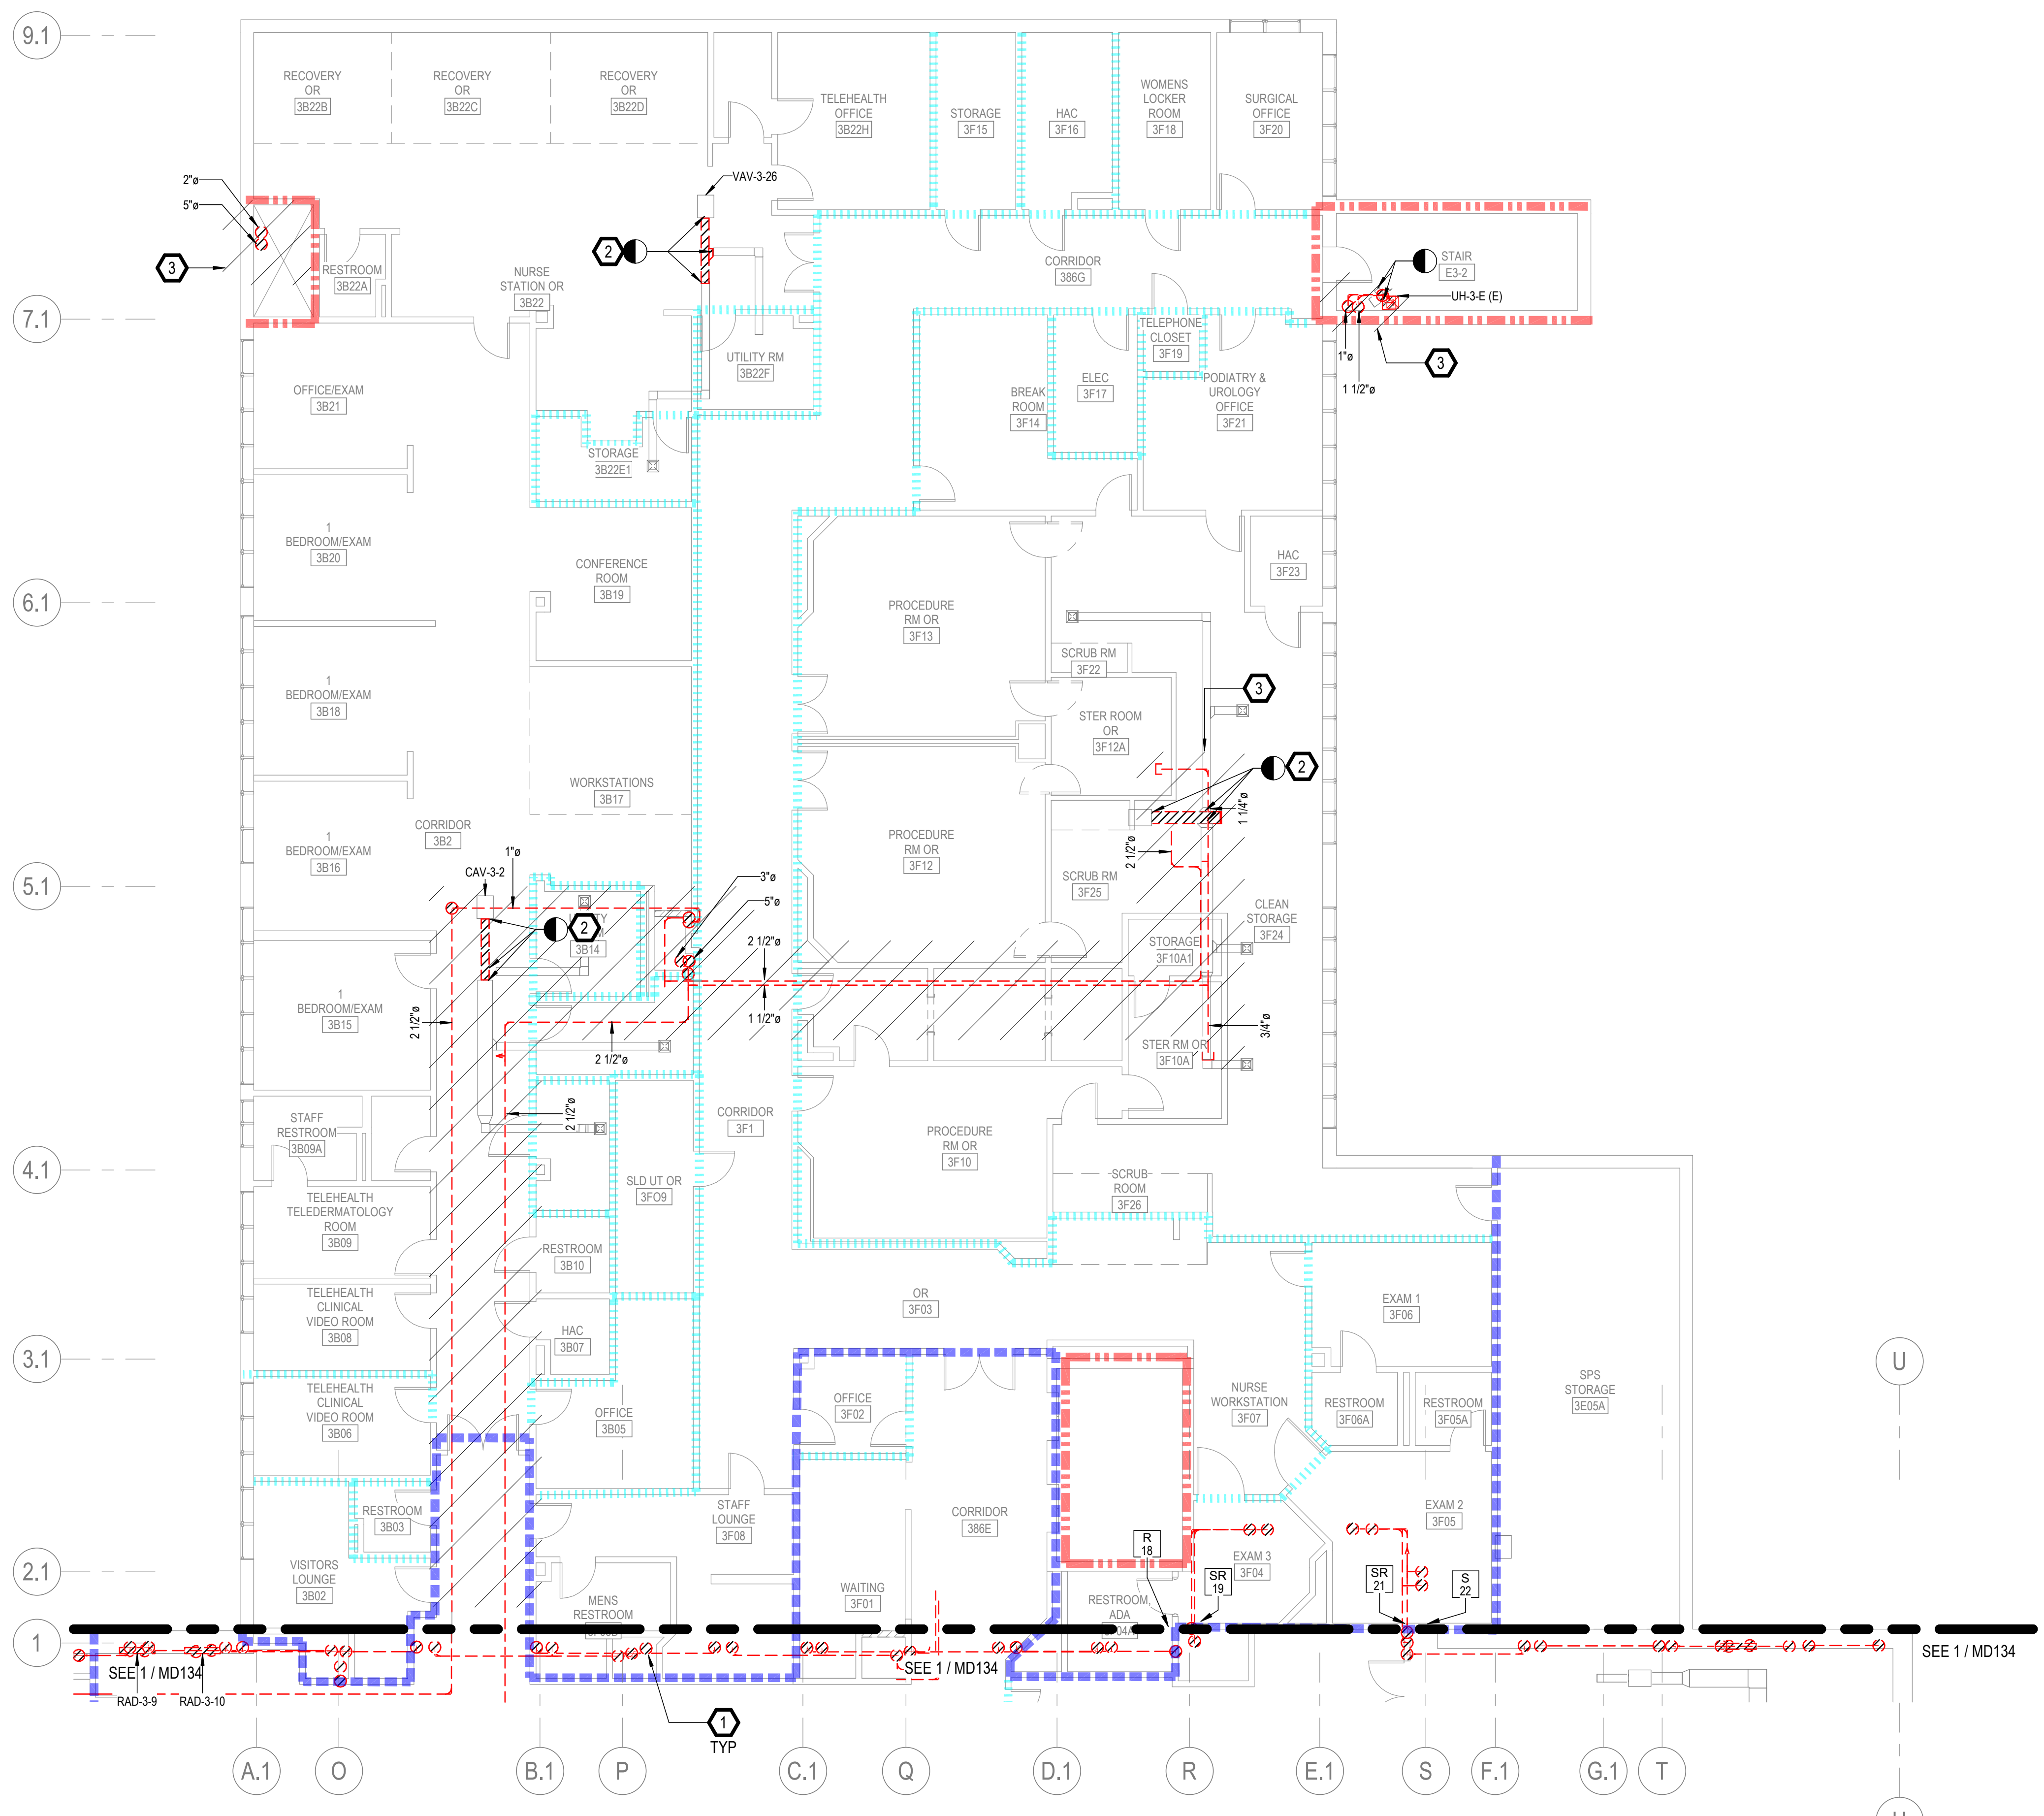 9.1
RECOVERY
OR
3B22B
RECOVERY
OR
3B22C
RECOVERY
OR
3B22D
TELEHEALTH
OFFICE
3B22H
STORAGE
3F15
HAC
3F16
WOMENS
LOCKER
ROOM
3F18
SURGICAL
OFFICE
3F20
2"ø
5"ø
3
VAV-3-26
2
RESTROOM
3B22A
NURSE
STATION OR
3B22
CORRIDOR
386G
STAIR
E3-2
UH-3-E (E)
1"ø
1 1/2"ø
3
7.1
UTILITY RM
3B22F
TELEPHONE
CLOSET
3F19
OFFICE/EXAM
3B21
BREAK
ROOM
3F14
ELEC
3F17
PODIATRY &
UROLOGY
OFFICE
3F21
STORAGE
3B22E1
1
BEDROOM/EXAM
3B20
CONFERENCE
ROOM
3B19
HAC
3F23
6.1
PROCEDURE
RM OR
3F13
SCRUB RM
3F22
1
BEDROOM/EXAM
3B18
3
STER ROOM
OR
3F12A
WORKSTATIONS
3B17
2
1 1/4"ø
CORRIDOR
3B2
1
BEDROOM/EXAM
3B16
PROCEDURE
RM OR
3F12
2 1/2"ø
5.1
CAV-3-2
1"ø
3"ø
5"ø
SCRUB RM
3F25
2
3B14
CLEAN
STORAGE
3F24
STORAGE
3F10A1
2 1/2"ø
1 1/2"ø
1
BEDROOM/EXAM
3B15
2 1/2"ø
2 1/2"ø
3/4"ø
STER RM OR
3F10A
2 1/2"ø
STAFF
RESTROOM
3B09A
CORRIDOR
3F1
PROCEDURE
RM OR
3F10
4.1
SLD UT OR
3FO9
SCRUB
ROOM
3F26
TELEHEALTH
TELEDERMATOLOGY
ROOM
3B09
RESTROOM
3B10
TELEHEALTH
CLINICAL
VIDEO ROOM
3B08
OR
3F03
EXAM 1
3F06
HAC
3B07
3.1
U
TELEHEALTH
CLINICAL
VIDEO ROOM
3B06
OFFICE
3B05
OFFICE
3F02
NURSE
WORKSTATION
3F07
RESTROOM
3F06A
RESTROOM
3F05A
SPS
STORAGE
3E05A
RESTROOM
3B03
STAFF
LOUNGE
3F08
CORRIDOR
386E
EXAM 2
3F05
R
18
EXAM 3
3F04
SR
19
SR
21
S
22
2.1
VISITORS
LOUNGE
3B02
MENS
RESTROOM
WAITING
3F01
RESTROOM,
ADA
3F04A
1
SEE 1 / MD134
SEE 1 / MD134
SEE 1 / MD134
RAD-3-9
RAD-3-10
1
TYP
A.1
O
B.1
P
C.1
Q
D.1
R
E.1
S
F.1
G.1
T